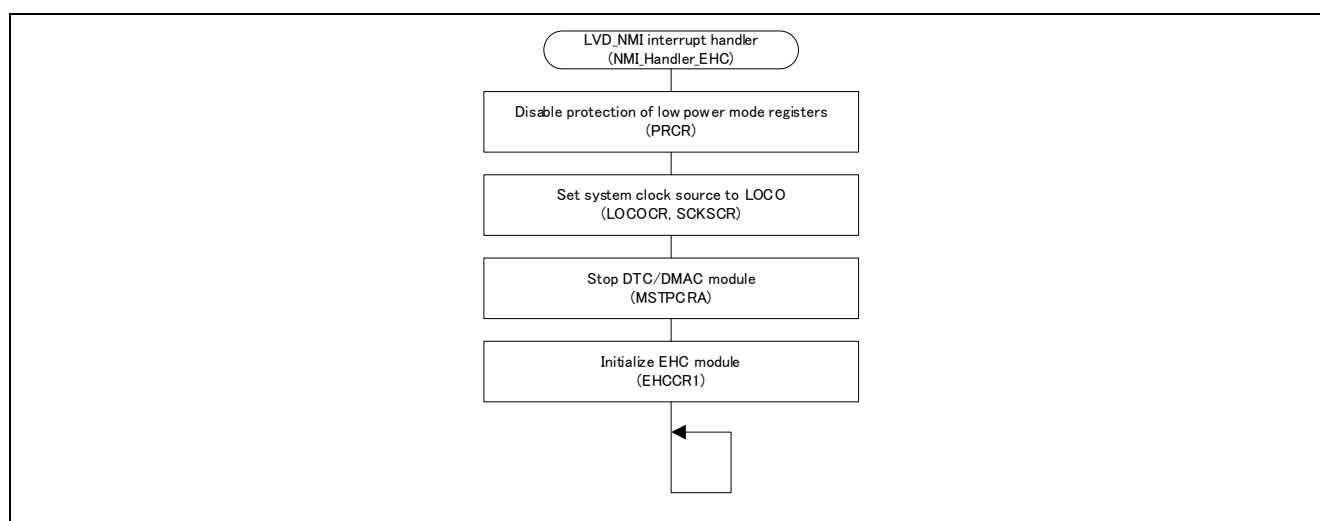 LVD_NMI interrupt handler
(NMI_Handler_EHC)
Disable protection of low power mode registers
(PRCR)
Set system clock source to LOCO
(LOCOCR, SCKSCR)
Stop DTC/DMAC module
(MSTPCRA)
Initialize EHC module
(EHCCR1)